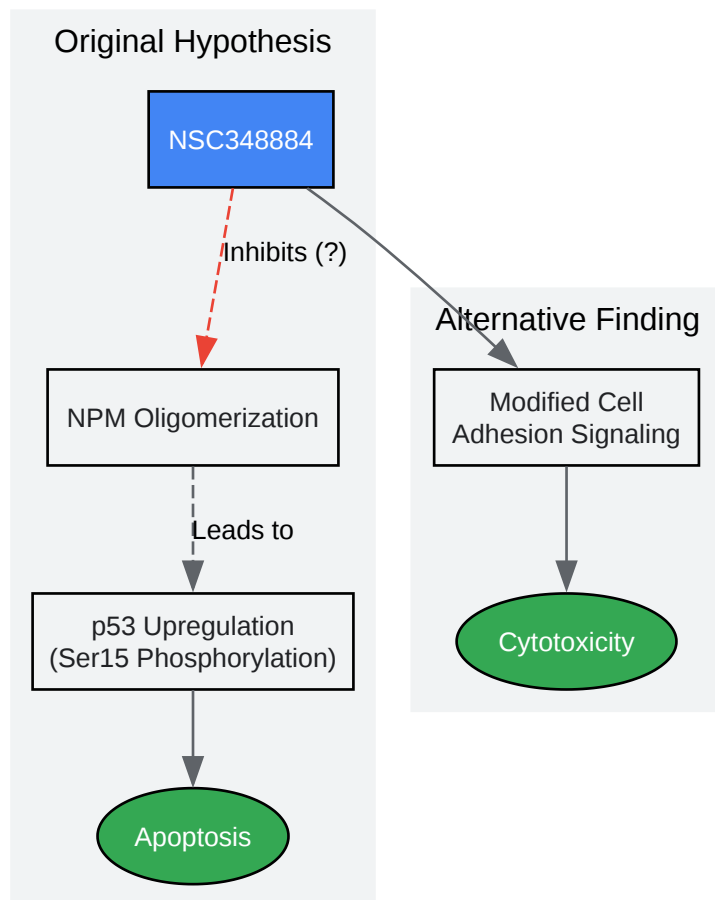 Original Hypothesis
NSC348884
Inhibits (?)
NPM Oligomerization
Leads to
p53 Upregulation
(Ser15 Phosphorylation)
Apoptosis
Alternative Finding
Modified Cell
Adhesion Signaling
Cytotoxicity